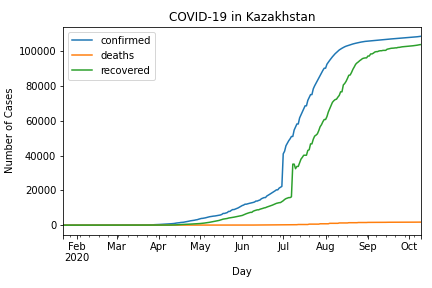 COVID-19 in Kazakhstan
confirmed
deaths
recovered
Number of Cases
100000
80000
60000
40000
20000
0
Feb Mar Apr May Jun Jul Aug Sep Oct
2020
Day